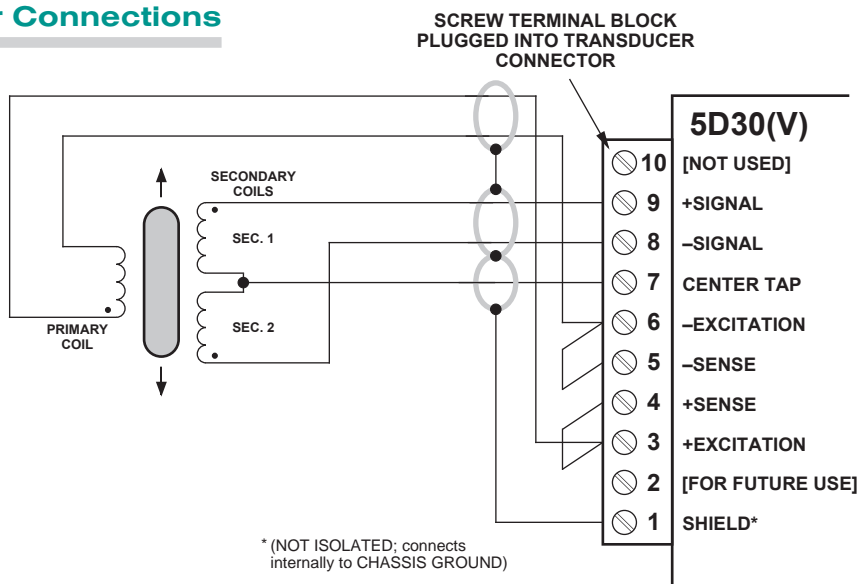 r Connections
SCREW TERMINAL BLOCK
PLUGGED INTO TRANSDUCER
CONNECTOR
5D30(V)
10 [NOT USED]
9 +SIGNAL
8 –SIGNAL
7 CENTER TAP
6 –EXCITATION
5 –SENSE
4 +SENSE
3 +EXCITATION
2 [FOR FUTURE USE]
1 SHIELD*
SECONDARY
COILS
SEC. 1
SEC. 2
PRIMARY
COIL
* (NOT ISOLATED; connects
internally to CHASSIS GROUND)